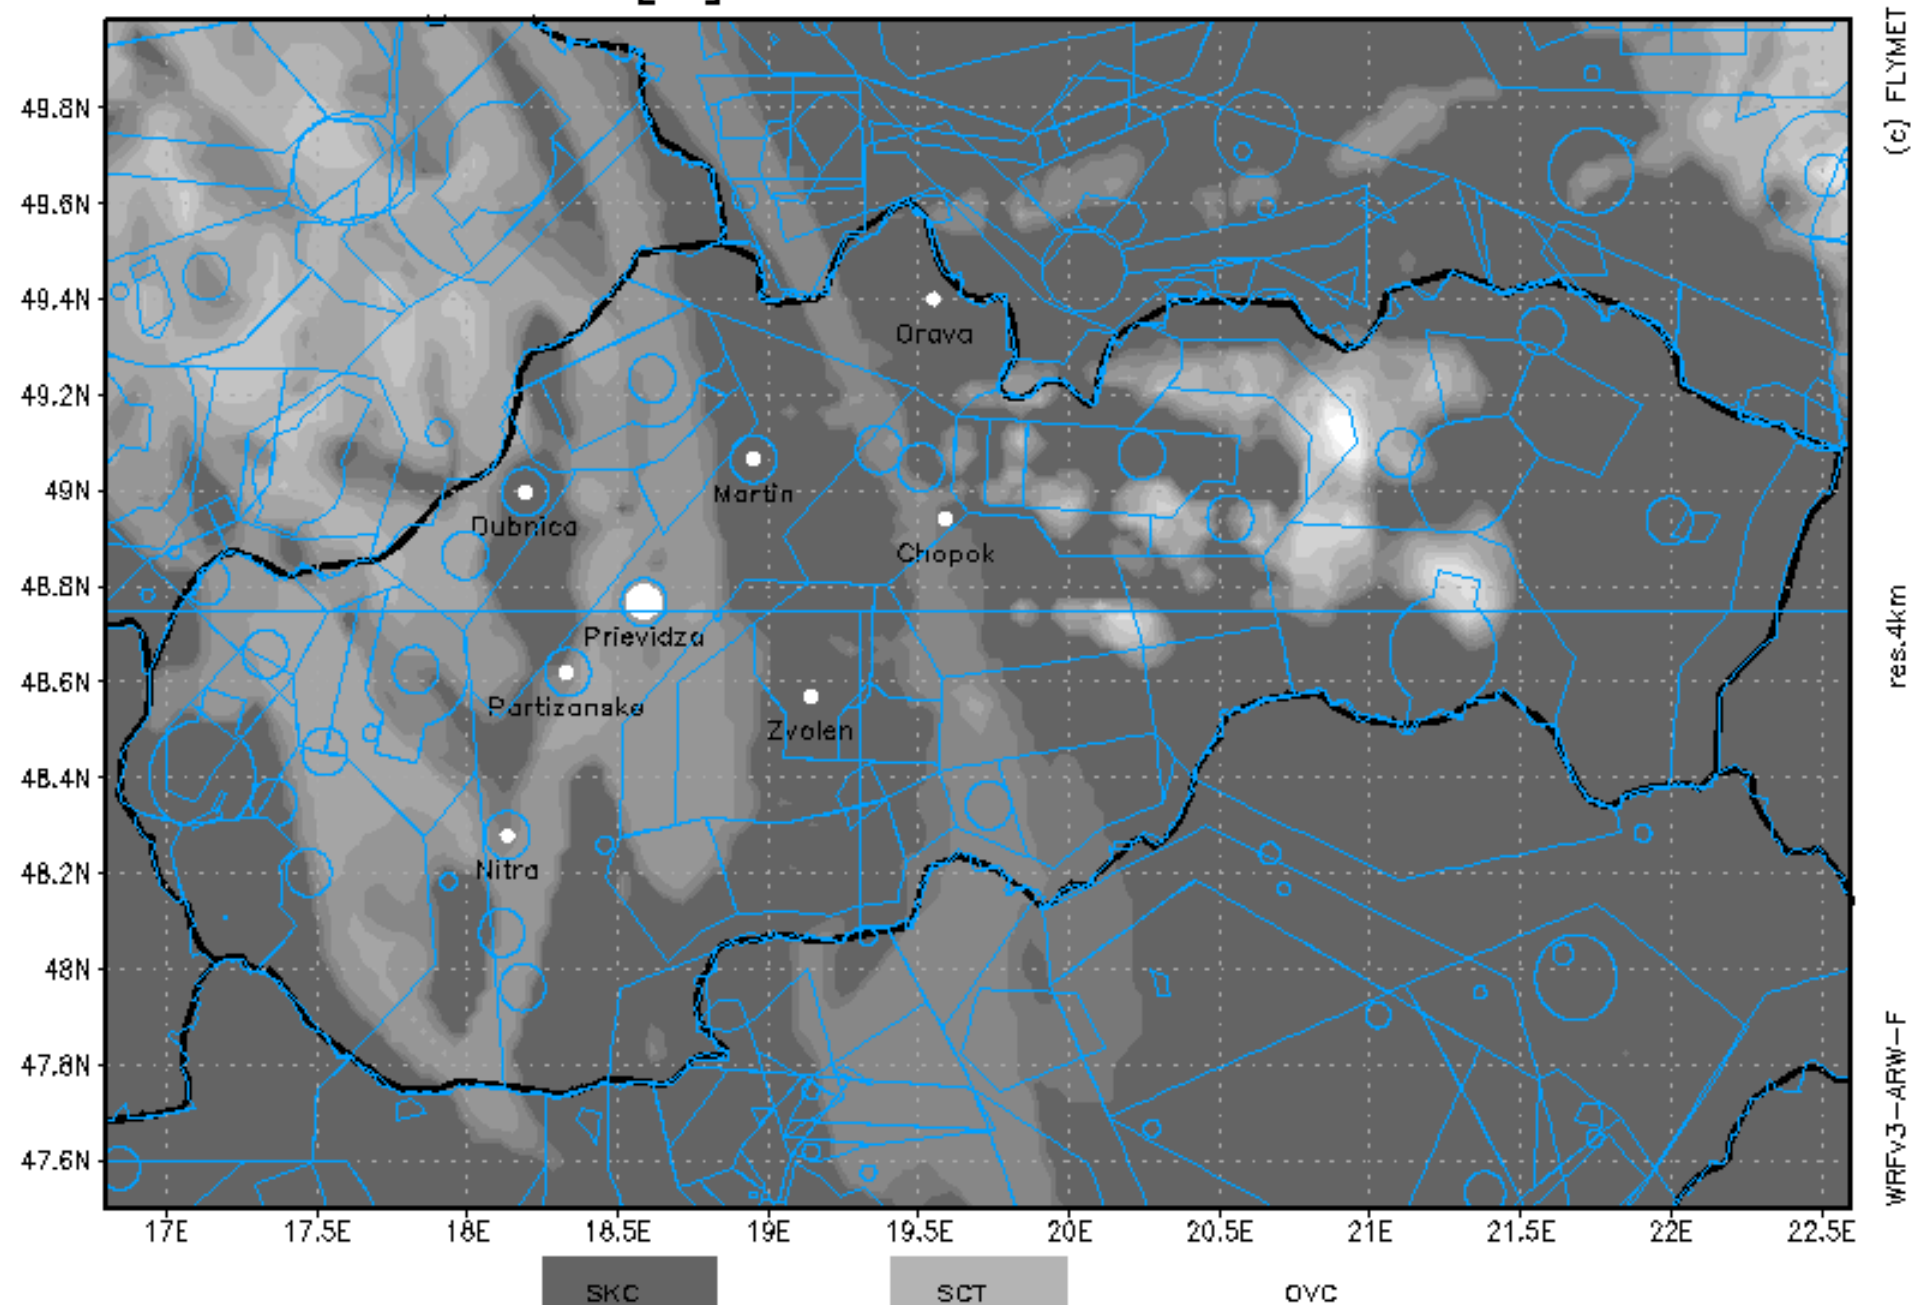 (c) FLYMET
49.8N
49.6N
49.4N
Orava
49.2N
49N
Martin
Dubnica
Chopok
48.8N
Prievidza
res.4km
48.6N
Partizanske
Zvolen
48.4N
Nitra
48.2N
48N
47.8N
WRFv3-ARW-F
47.6N
17E 17.5E 18E 18.5E 19E 19.5E 20E 20.5E 21E 21.5E 22E 22.5E
SKC SCT OVC